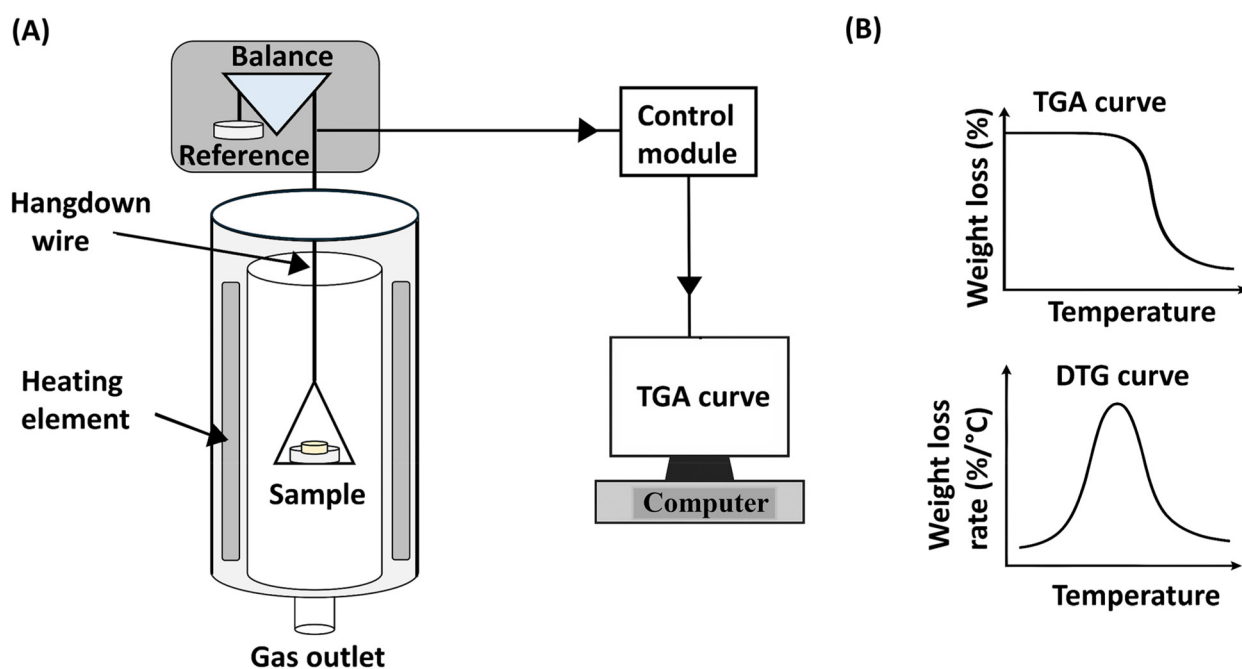 (A)
Balance
Reference
Control
module
Hangdown
wire
Heating
element
Sample
Gas outlet
TGA curve
Computer
(B)
TGA curve
Weight loss (%)
Temperature
DTG curve
Weight loss
rate (%/°C)
Temperature